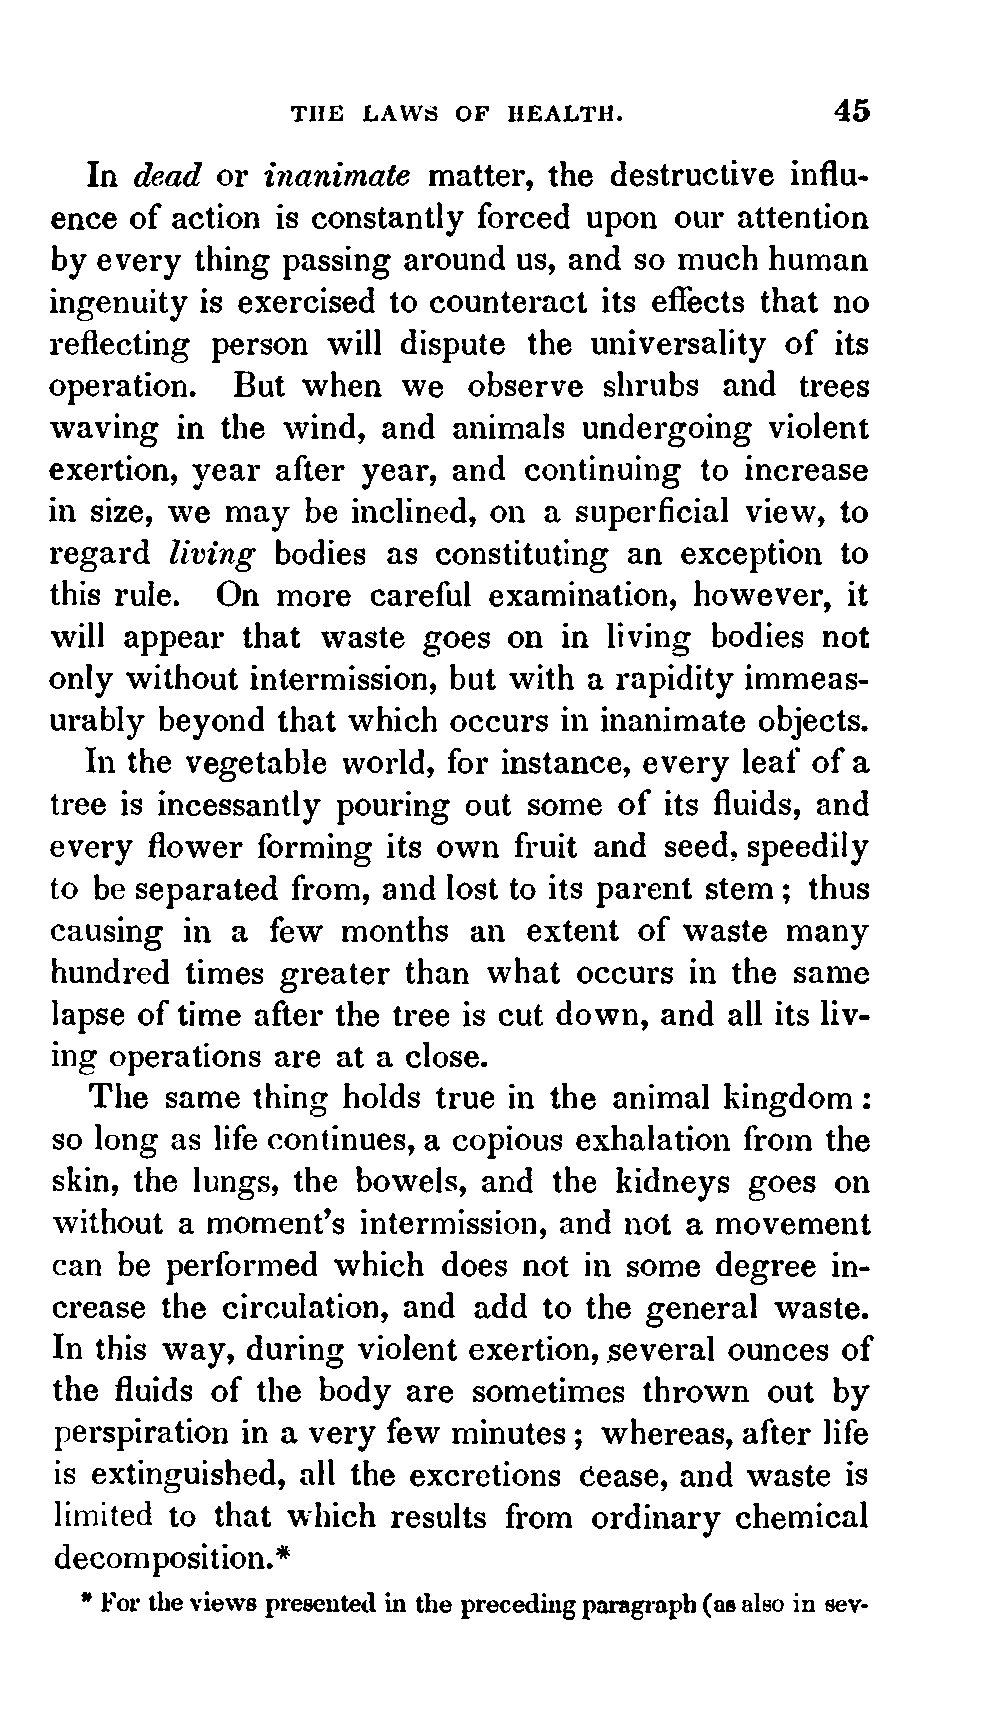 THE LAWS OF HEALTH. 45
In dead or inanimate matter, the destructive influ-
ence of action is constantly forced upon our attention
by every thing passing around us, and so much human
ingenuity is exercised to counteract its effects that no
reflecting person will dispute the universality of its
operation. But when we observe shrubs and trees
waving in the wind, and animals undergoing violent
exertion, year after year, and continuing to increase
in size, we may be inclined, on a superficial view, to
regard living bodies as constituting an exception to
this rule. On more careful examination, however, it
will appear that waste goes on in living bodies not
only without intermission, but with a rapidity immeas-
urably beyond that which occurs in inanimate objects.
In the vegetable world, for instance, every leaf of a
tree is incessantly pouring out some of its fluids, and
every flower forming its own fruit and seed, speedily
to be separated from, and lost to its parent stem; thus
causing in a few months an extent of waste many
hundred times greater than what occurs in the same
lapse of time after the tree is cut down, and all its liv-
ing operations are at a close.
The same thing holds true in the animal kingdom:
so long as life continues, a copious exhalation from the
skin, the lungs, the bowels, and the kidneys goes on
without a moment's intermission, and not a movement
can be performed which does not in some degree in-
crease the circulation, and add to the general waste.
In this way, during violent exertion, several ounces of
the fluids of the body are sometimes thrown out by
perspiration in a very few minutes; whereas, after life
is extinguished, all the excretions cease, and waste is
limited to that which results from ordinary chemical
decomposition.*
* For the views presented in the preceding paragraph (as also in sev-